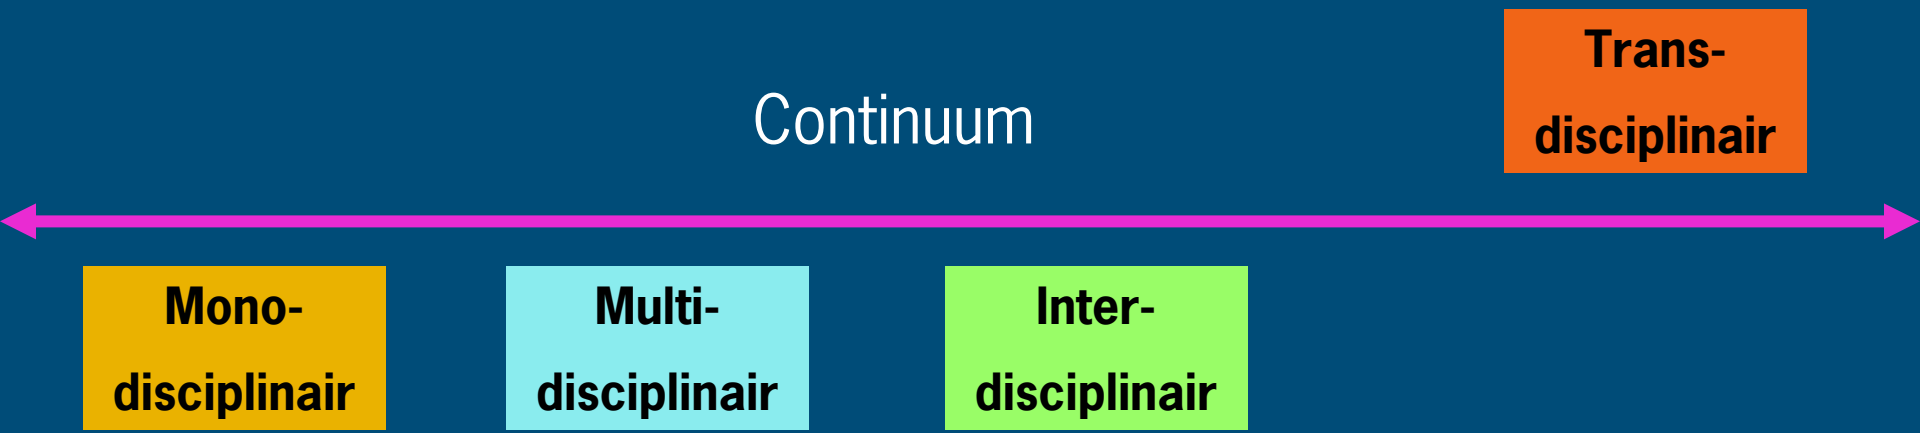 Trans-
disciplinair
Continuum
Mono-
disciplinair
Multi-
disciplinair
Inter-
disciplinair